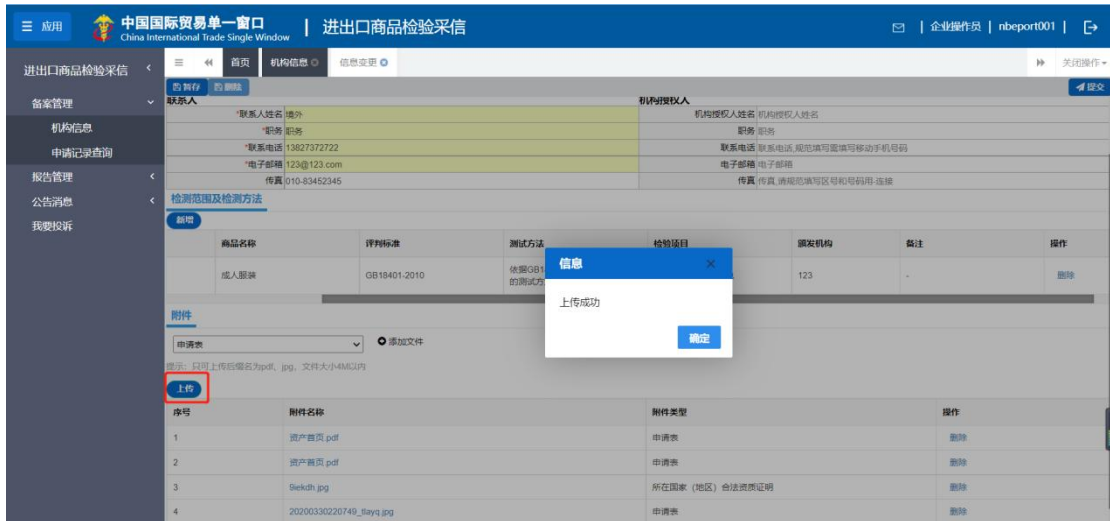 应用
中国国际贸易单一窗口
China International Trade Single Window
进出口商品检验采信
企业操作员 | nbeport001
进出口商品检验采信
首页 机构信息 信息变更 关闭操作
备案管理
机构信息
申请记录查询
报告管理
公告消息
我要投诉
暂存 删除 提交
联系人 机构授权人
*联系人姓名 境外 机构授权人姓名 机构授权人姓名
*职务 职务 职务 职务
*联系电话 13827372722 联系电话 联系电话,规范填写需填写移动手机号码
*电子邮箱 123@123.com 电子邮箱 电子邮箱
传真 010-83452345 传真 传真,请规范填写区号和号码用-连接
检测范围及检测方法
新增
商品名称 评判标准 测试方法 检验项目 颁发机构 备注 操作
成人服装 GB18401-2010 依据GB1 的测试方 123 - 删除
信息
上传成功
确定
附件
申请表 添加文件
提示：只可上传后缀名为pdf、jpg，文件大小4M以内
上传
序号 附件名称 附件类型 操作
1 资产首页.pdf 申请表 删除
2 资产首页.pdf 申请表 删除
3 9iekdh.jpg 所在国家（地区）合法资质证明 删除
4 20200330220749_tlayq.jpg 申请表 删除